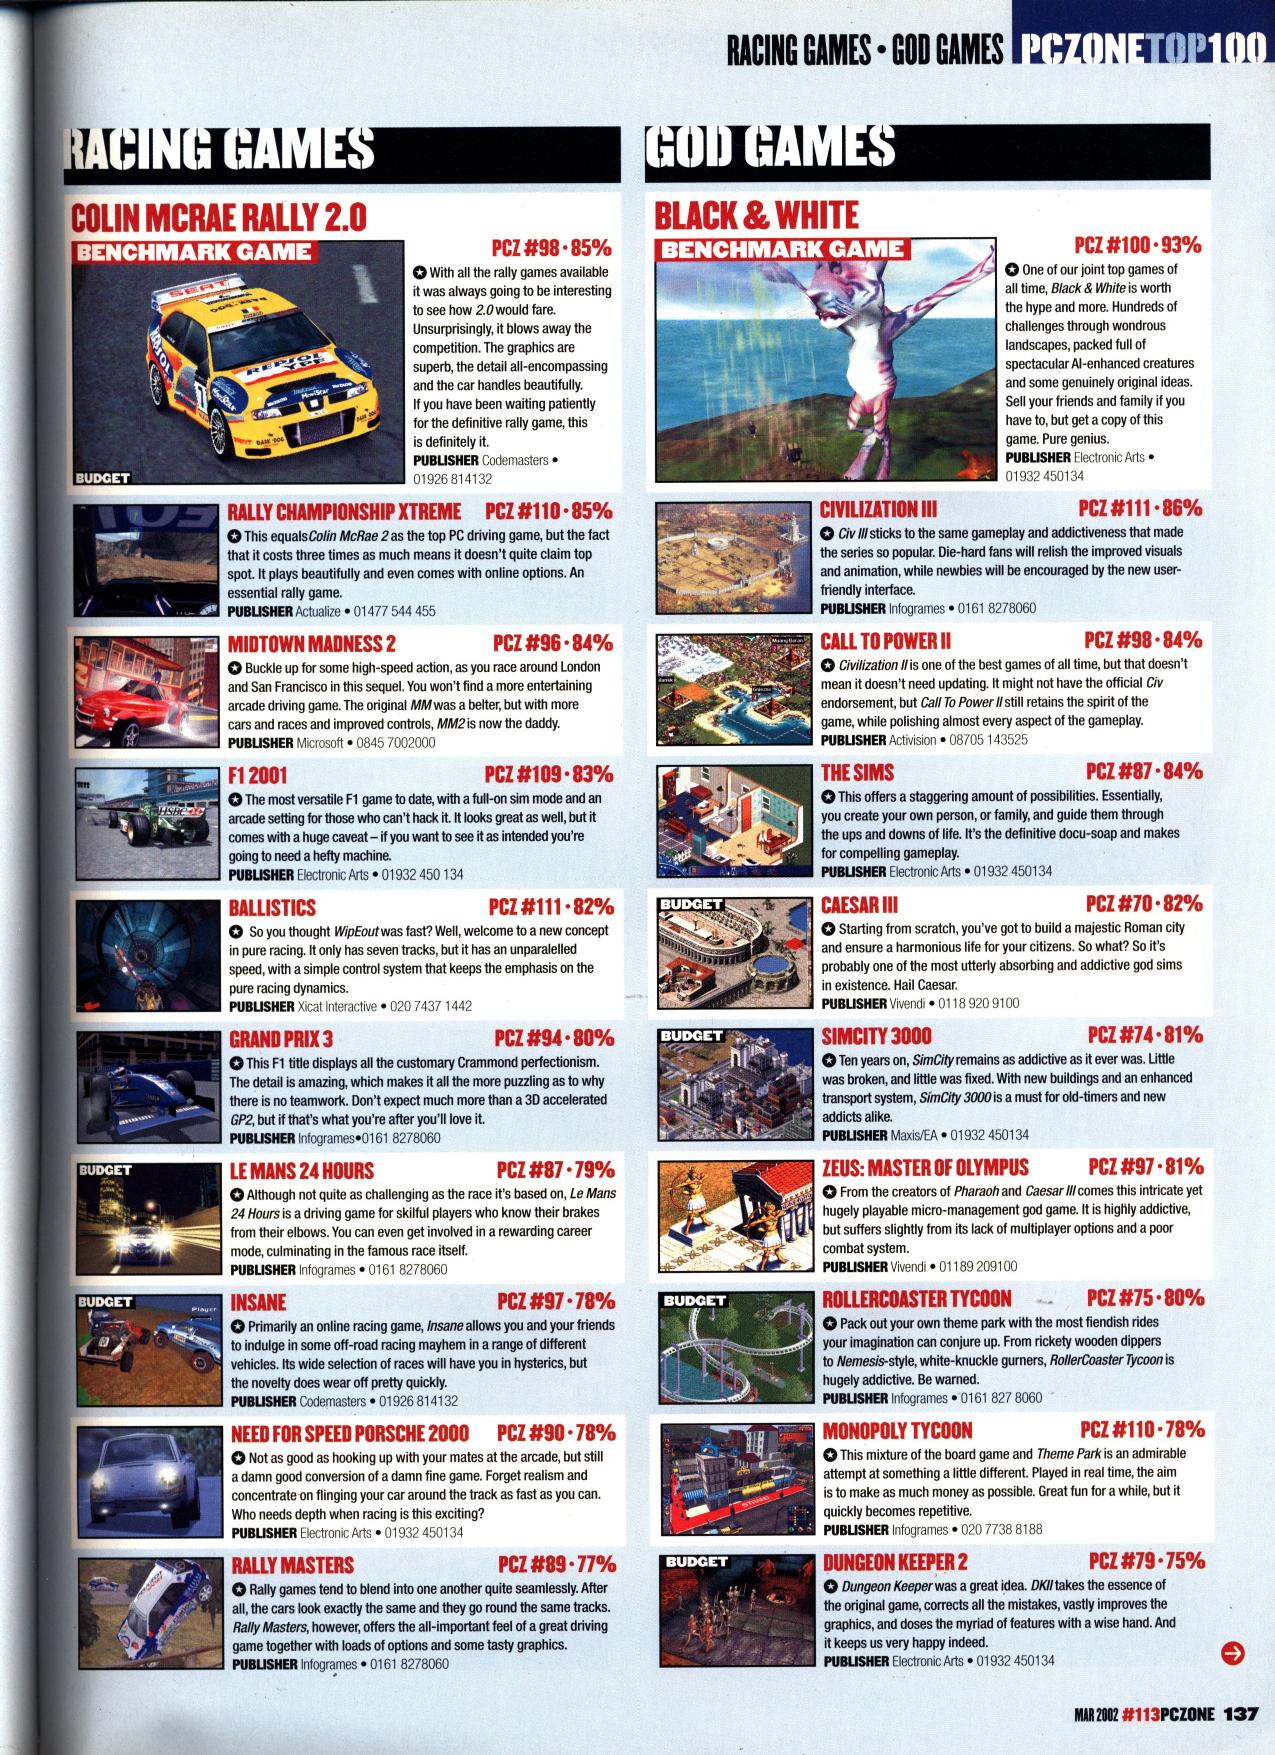 RACING GAMES • GOD GAMES PCZONETOP100
RACING GAMES
COLIN MCRAE RALLY 2.0
BENCHMARK GAME
PCZ #98 • 85%
With all the rally games available
it was always going to be interesting
to see how 2.0 would fare.
Unsurprisingly, it blows away the
competition. The graphics are
superb, the detail all-encompassing
and the car handles beautifully.
If you have been waiting patiently
for the definitive rally game, this
is definitely it.
PUBLISHER Codemasters •
01926 814132
BUDGET
RALLY CHAMPIONSHIP XTREME PCZ #110 • 85%
This equals Colin McRae 2 as the top PC driving game, but the fact
that it costs three times as much means it doesn't quite claim top
spot. It plays beautifully and even comes with online options. An
essential rally game.
PUBLISHER Actualize • 01477 544 455
MIDTOWN MADNESS 2 PCZ #96 • 84%
Buckle up for some high-speed action, as you race around London
and San Francisco in this sequel. You won't find a more entertaining
arcade driving game. The original MM was a belter, but with more
cars and races and improved controls, MM2 is now the daddy.
PUBLISHER Microsoft • 0845 7002000
F1 2001 PCZ #109 • 83%
The most versatile F1 game to date, with a full-on sim mode and an
arcade setting for those who can't hack it. It looks great as well, but it
comes with a huge caveat – if you want to see it as intended you're
going to need a hefty machine.
PUBLISHER Electronic Arts • 01932 450 134
BALLISTICS PCZ #111 • 82%
So you thought WipEout was fast? Well, welcome to a new concept
in pure racing. It only has seven tracks, but it has an unparalelled
speed, with a simple control system that keeps the emphasis on the
pure racing dynamics.
PUBLISHER Xicat Interactive • 020 7437 1442
GRAND PRIX 3 PCZ #94 • 80%
This F1 title displays all the customary Crammond perfectionism.
The detail is amazing, which makes it all the more puzzling as to why
there is no teamwork. Don't expect much more than a 3D accelerated
GP2, but if that's what you're after you'll love it.
PUBLISHER Infogrames•0161 8278060
BUDGET
LE MANS 24 HOURS PCZ #87 • 79%
Although not quite as challenging as the race it's based on, Le Mans
24 Hours is a driving game for skilful players who know their brakes
from their elbows. You can even get involved in a rewarding career
mode, culminating in the famous race itself.
PUBLISHER Infogrames • 0161 8278060
BUDGET
INSANE PCZ #97 • 78%
Primarily an online racing game, Insane allows you and your friends
to indulge in some off-road racing mayhem in a range of different
vehicles. Its wide selection of races will have you in hysterics, but
the novelty does wear off pretty quickly.
PUBLISHER Codemasters • 01926 814132
NEED FOR SPEED PORSCHE 2000 PCZ #90 • 78%
Not as good as hooking up with your mates at the arcade, but still
a damn good conversion of a damn fine game. Forget realism and
concentrate on flinging your car around the track as fast as you can.
Who needs depth when racing is this exciting?
PUBLISHER Electronic Arts • 01932 450134
RALLY MASTERS PCZ #89 • 77%
Rally games tend to blend into one another quite seamlessly. After
all, the cars look exactly the same and they go round the same tracks.
Rally Masters, however, offers the all-important feel of a great driving
game together with loads of options and some tasty graphics.
PUBLISHER Infogrames • 0161 8278060
GOD GAMES
BLACK & WHITE
BENCHMARK GAME
PCZ #100 • 93%
One of our joint top games of
all time, Black & White is worth
the hype and more. Hundreds of
challenges through wondrous
landscapes, packed full of
spectacular AI-enhanced creatures
and some genuinely original ideas.
Sell your friends and family if you
have to, but get a copy of this
game. Pure genius.
PUBLISHER Electronic Arts •
01932 450134
CIVILIZATION III PCZ #111 • 86%
Civ III sticks to the same gameplay and addictiveness that made
the series so popular. Die-hard fans will relish the improved visuals
and animation, while newbies will be encouraged by the new user-
friendly interface.
PUBLISHER Infogrames • 0161 8278060
CALL TO POWER II PCZ #98 • 84%
Civilization II is one of the best games of all time, but that doesn't
mean it doesn't need updating. It might not have the official Civ
endorsement, but Call To Power II still retains the spirit of the
game, while polishing almost every aspect of the gameplay.
PUBLISHER Activision • 08705 143525
THE SIMS PCZ #87 • 84%
This offers a staggering amount of possibilities. Essentially,
you create your own person, or family, and guide them through
the ups and downs of life. It's the definitive docu-soap and makes
for compelling gameplay.
PUBLISHER Electronic Arts • 01932 450134
BUDGET
CAESAR III PCZ #70 • 82%
Starting from scratch, you've got to build a majestic Roman city
and ensure a harmonious life for your citizens. So what? So it's
probably one of the most utterly absorbing and addictive god sims
in existence. Hail Caesar.
PUBLISHER Vivendi • 0118 920 9100
BUDGET
SIMCITY 3000 PCZ #74 • 81%
Ten years on, SimCity remains as addictive as it ever was. Little
was broken, and little was fixed. With new buildings and an enhanced
transport system, SimCity 3000 is a must for old-timers and new
addicts alike.
PUBLISHER Maxis/EA • 01932 450134
ZEUS: MASTER OF OLYMPUS PCZ #97 • 81%
From the creators of Pharaoh and Caesar III comes this intricate yet
hugely playable micro-management god game. It is highly addictive,
but suffers slightly from its lack of multiplayer options and a poor
combat system.
PUBLISHER Vivendi • 01189 209100
BUDGET
ROLLERCOASTER TYCOON PCZ #75 • 80%
Pack out your own theme park with the most fiendish rides
your imagination can conjure up. From rickety wooden dippers
to Nemesis-style, white-knuckle gurners, RollerCoaster Tycoon is
hugely addictive. Be warned.
PUBLISHER Infogrames • 0161 827 8060
MONOPOLY TYCOON PCZ #110 • 78%
This mixture of the board game and Theme Park is an admirable
attempt at something a little different. Played in real time, the aim
is to make as much money as possible. Great fun for a while, but it
quickly becomes repetitive.
PUBLISHER Infogrames • 020 7738 8188
BUDGET
DUNGEON KEEPER 2 PCZ #79 • 75%
Dungeon Keeper was a great idea. DKII takes the essence of
the original game, corrects all the mistakes, vastly improves the
graphics, and doses the myriad of features with a wise hand. And
it keeps us very happy indeed.
PUBLISHER Electronic Arts • 01932 450134
MAR 2002 #113PCZONE 137